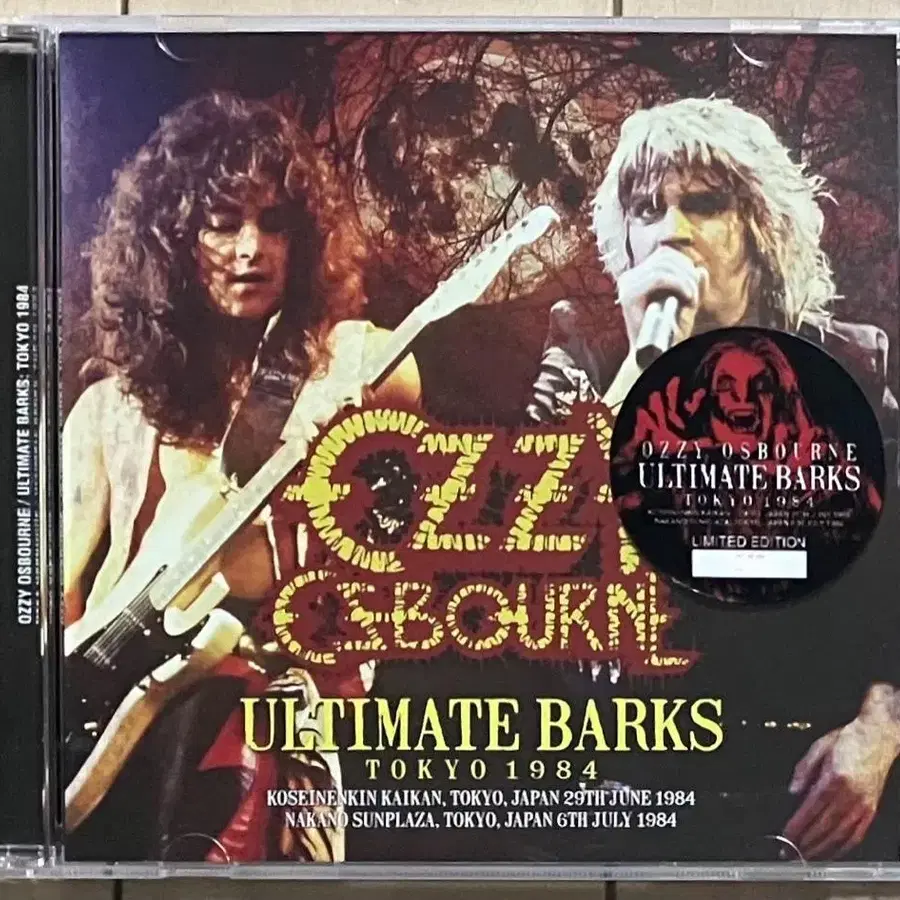 OZZY OSBOURNE / ULTIMATE BARKS: TOKYO 1984
OZZY
OSBOURNE
ULTIMATE BARKS
TOKYO 1984
KOSEINENKIN KAIKAN, TOKYO, JAPAN 29TH JUNE 1984
NAKANO SUNPLAZA, TOKYO, JAPAN 6TH JULY 1984
OZZY OSBOURNE
ULTIMATE BARKS
TOKYO 1984
LIMITED EDITION